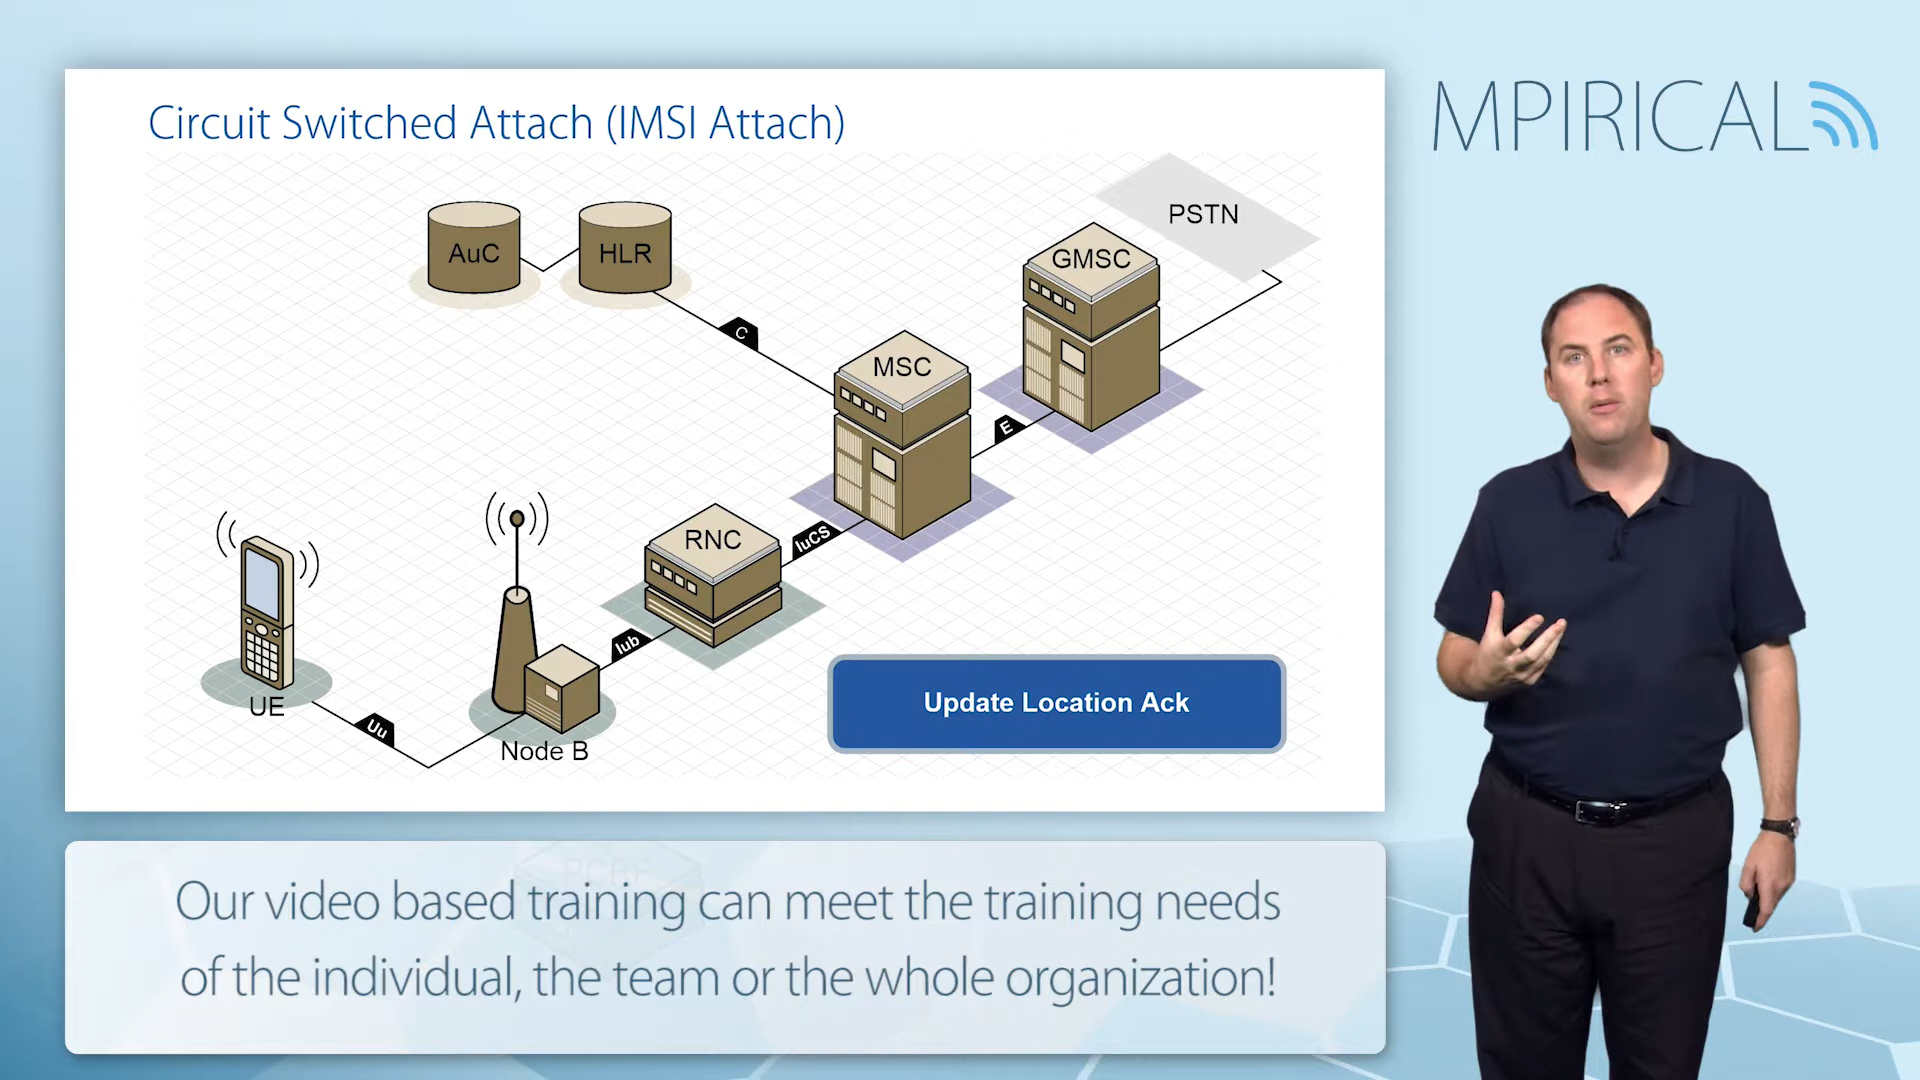 Circuit Switched Attach (IMSI Attach)
MPIRICAL
PSTN
AuC
HLR
GMSC
C
MSC
E
RNC
IuCS
Iub
UE
Uu
Node B
Update Location Ack
PCRF
Our video based training can meet the training needs
of the individual, the team or the whole organization!